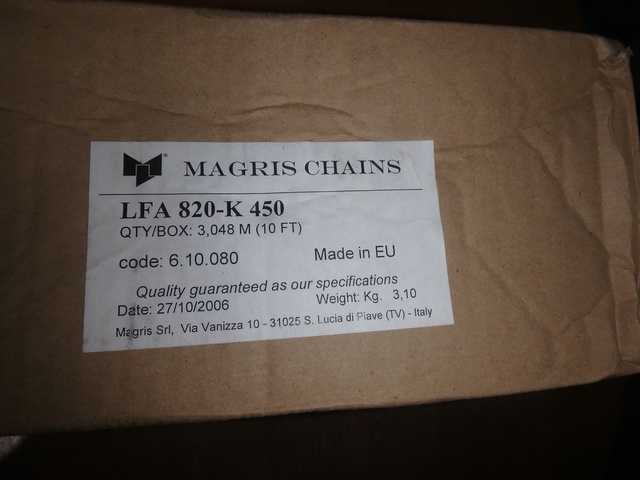 MAGRIS CHAINS
LFA 820-K 450
QTY/BOX: 3,048 M (10 FT)
code: 6.10.080 Made in EU
Quality guaranteed as our specifications
Date: 27/10/2006 Weight: Kg. 3,10
Magris Srl, Via Vanizza 10 - 31025 S. Lucia di Piave (TV) - Italy